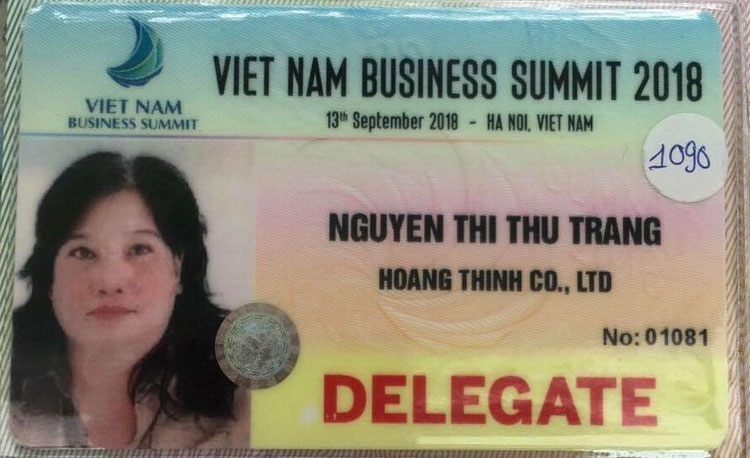 VIET NAM
BUSINESS SUMMIT
VIET NAM BUSINESS SUMMIT 2018
13th September 2018 - HA NOI, VIET NAM
1090
NGUYEN THI THU TRANG
HOANG THINH CO., LTD
No: 01081
DELEGATE